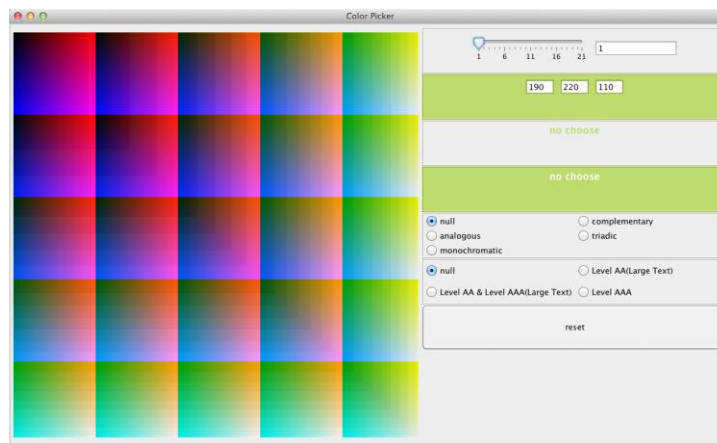 Color Picker
1
1 6 11 16 21
190 220 110
no choose
no choose
null complementary
analogous triadic
monochromatic
null Level AA(Large Text)
Level AA & Level AAA(Large Text) Level AAA
reset